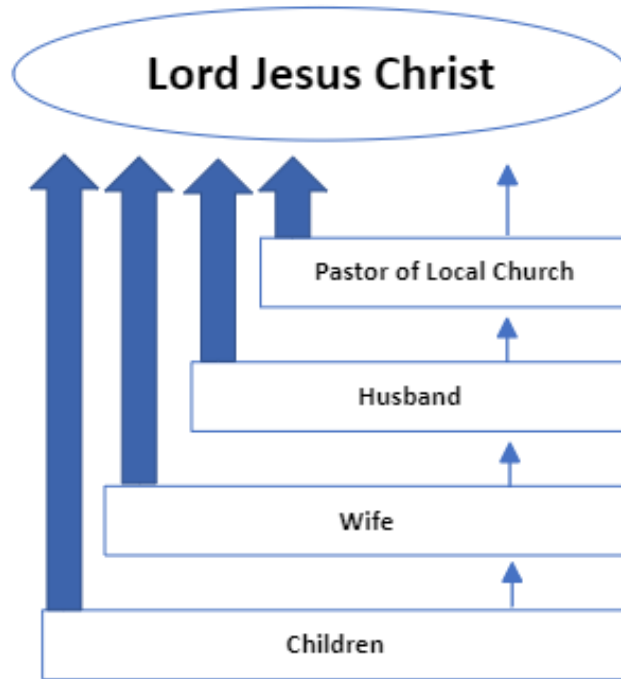 Lord Jesus Christ
Pastor of Local Church
Husband
Wife
Children